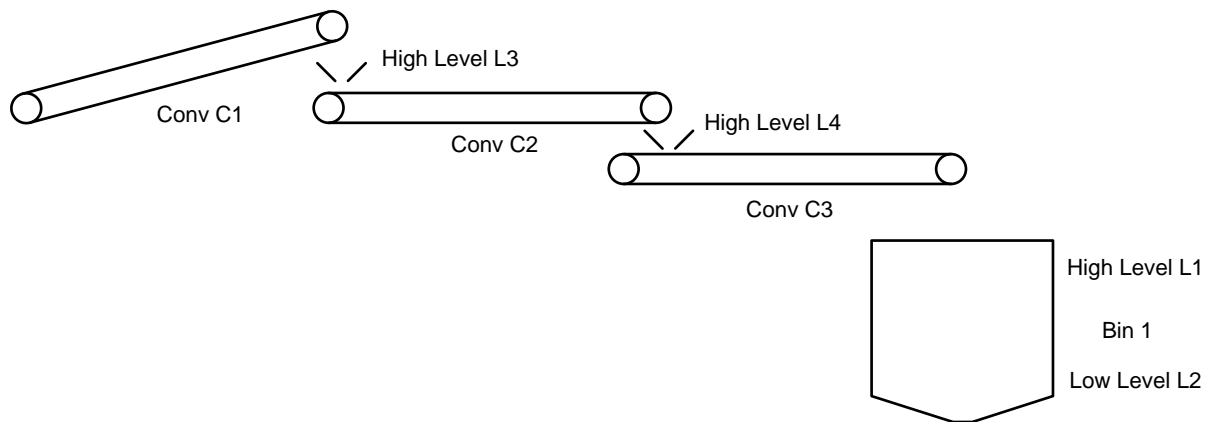 High Level L3
Conv C1
High Level L4
Conv C2
Conv C3
High Level L1
Bin 1
Low Level L2